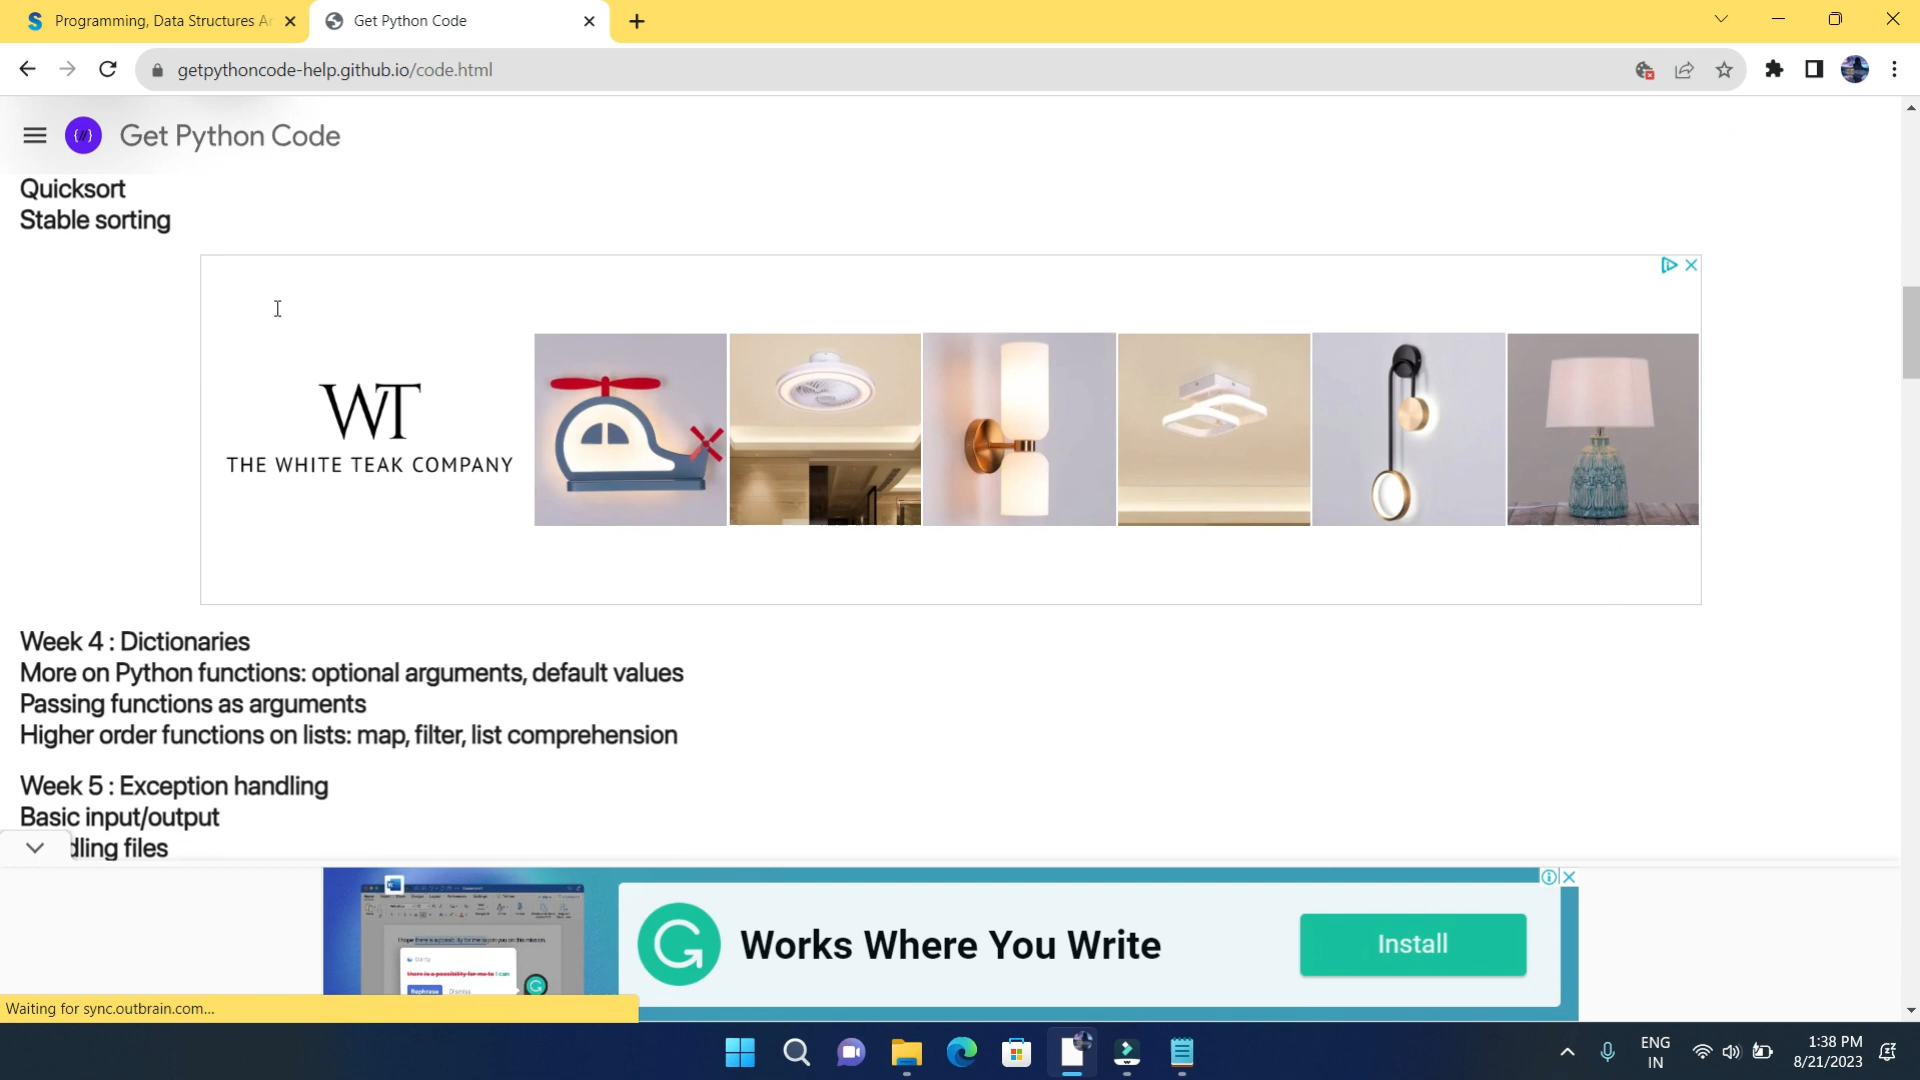 Programming, Data Structures Ar
Get Python Code
getpythoncode-help.github.io/code.html
{//} Get Python Code
Quicksort
Stable sorting
WT
THE WHITE TEAK COMPANY
Week 4 : Dictionaries
More on Python functions: optional arguments, default values
Passing functions as arguments
Higher order functions on lists: map, filter, list comprehension
Week 5 : Exception handling
Basic input/output
dling files
Works Where You Write
Install
Rephrase Dismiss
Waiting for sync.outbrain.com...
ENG
IN
1:38 PM
8/21/2023